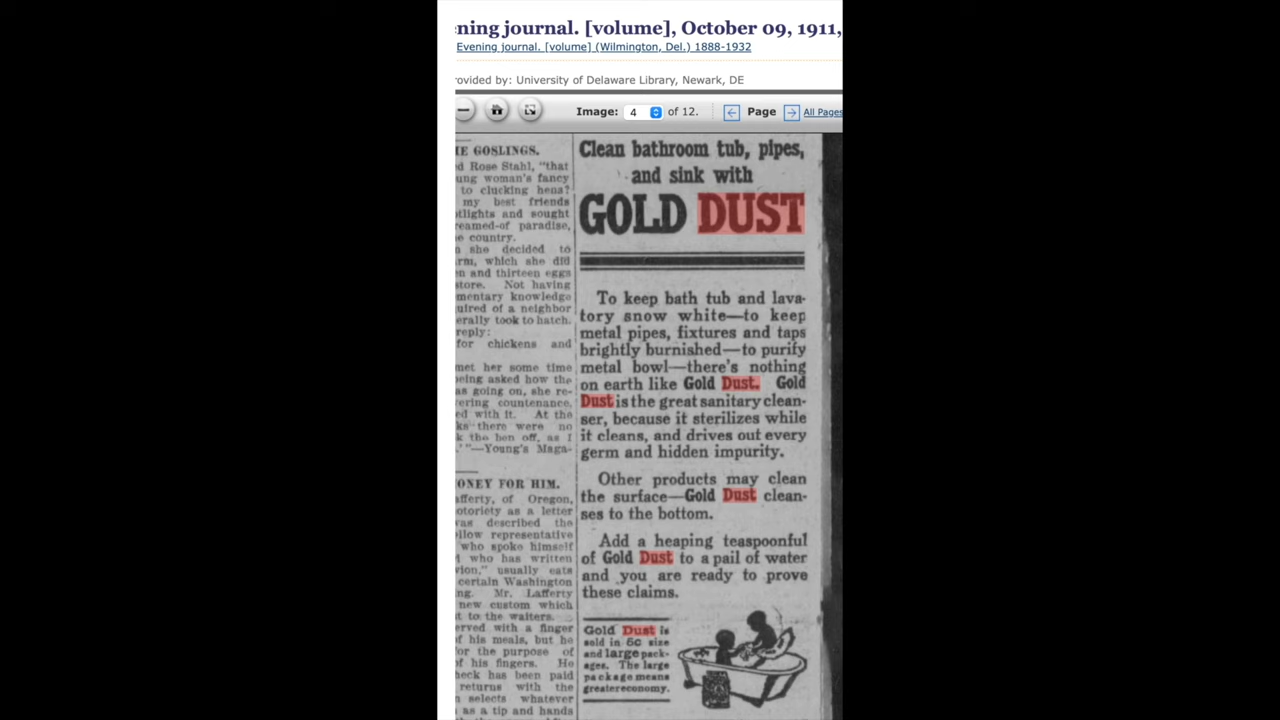 ning journal. [volume], October 09, 1911,
Evening journal. [volume] (Wilmington, Del.) 1888-1932
rovided by: University of Delaware Library, Newark, DE
Image: 4 of 12. Page All Pages
IE GOSLINGS.
d Rose Stahl, "that
ung woman's fancy
to clucking hens?
my best friends
otlights and sought
reamed-of paradise,
e country.
n she decided to
arm, which she did
en and thirteen eggs
store. Not having
mentary knowledge
uired of a neighbor
erally took to hatch.
reply:
for chickens and
met her some time
being asked how the
as going on, she re-
vering countenance.
ed with it. At the
ks there were no
k the hen off, as I
.'"—Young's Maga-
ONEY FOR HIM.
afferty, of Oregon,
otoriety as a letter
was described the
llow representative
who spoke himself
who has written
vion," usually eats
certain Washington
ng. Mr. Lafferty
new custom which
t to the waiters.
erved with a finger
f his meals, but he
for the purpose of
of his fingers. He
heck has been paid
returns with the
n selects whatever
as a tip and hands
Clean bathroom tub, pipes,
and sink with
GOLD DUST
To keep bath tub and lava-
tory snow white—to keep
metal pipes, fixtures and taps
brightly burnished—to purify
metal bowl—there's nothing
on earth like Gold Dust. Gold
Dust is the great sanitary clean-
ser, because it sterilizes while
it cleans, and drives out every
germ and hidden impurity.
Other products may clean
the surface—Gold Dust clean-
ses to the bottom.
Add a heaping teaspoonful
of Gold Dust to a pail of water
and you are ready to prove
these claims.
Gold Dust is
sold in 5c size
and large pack-
ages. The large
package means
greater economy.